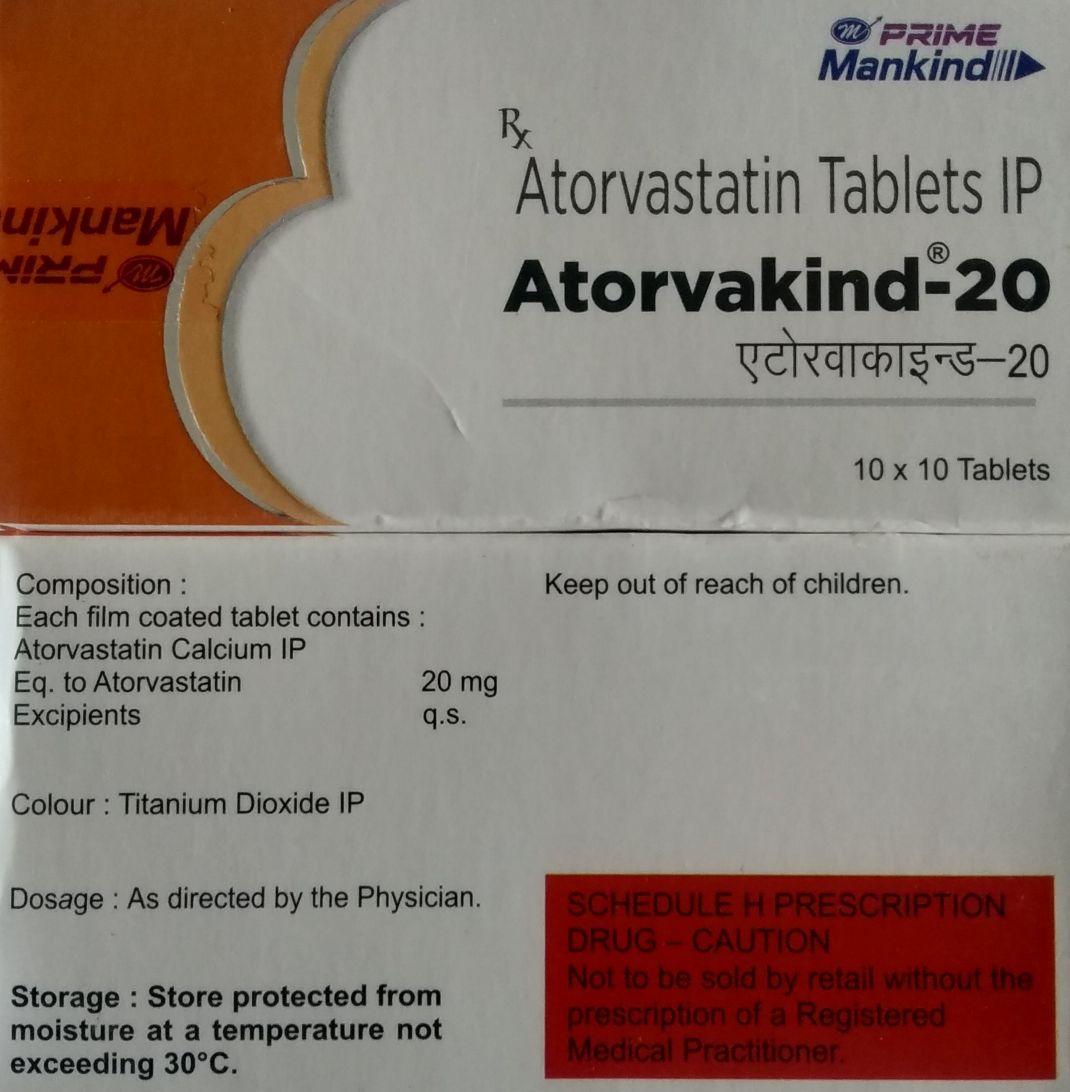 PRIME
Mankind
Rx
Atorvastatin Tablets IP
Atorvakind®-20
एटोरवाकाइन्ड–20
10 x 10 Tablets
Mankin
PRIM
Composition :
Each film coated tablet contains :
Atorvastatin Calcium IP
Eq. to Atorvastatin 20 mg
Excipients q.s.
Colour : Titanium Dioxide IP
Dosage : As directed by the Physician.
Storage : Store protected from
moisture at a temperature not
exceeding 30°C.
Keep out of reach of children.
SCHEDULE H PRESCRIPTION
DRUG – CAUTION
Not to be sold by retail without the
prescription of a Registered
Medical Practitioner.